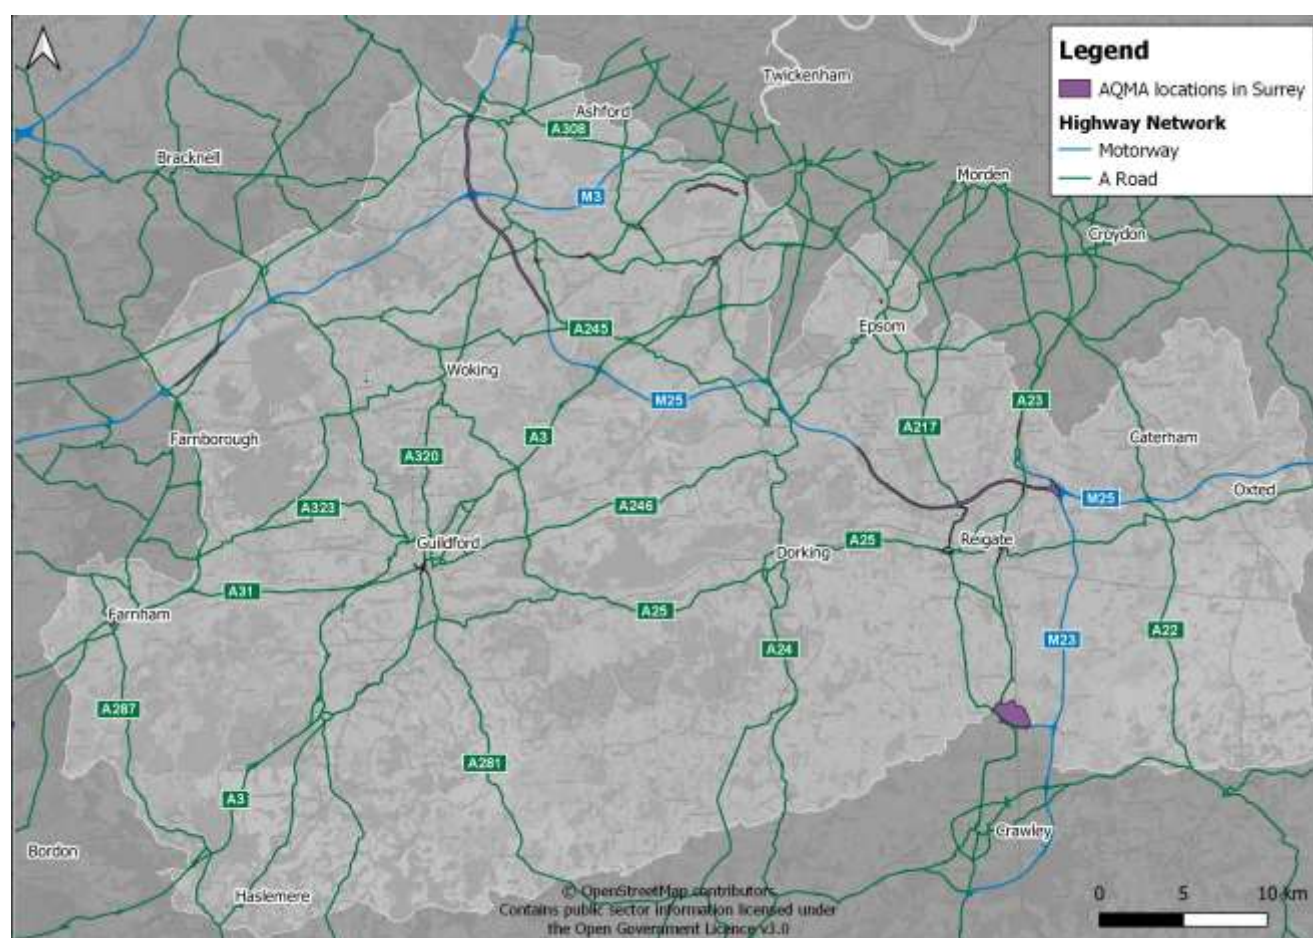 Legend
AQMA locations in Surrey
Highway Network
Motorway
A Road
Twickenham
Ashford
A308
Bracknell
Morden
M3
Croydon
A245
Epsom
Woking
M25
A23
A217
Farnborough
A3
Caterham
A320
Oxted
M25
A323
A246
Guildford
A25
Reigate
Dorking
A31
Farnham
A25
A22
M23
A24
A287
A281
A3
Crawley
Bordon
Haslemere
© OpenStreetMap contributors
Contains public sector information licensed under
the Open Government Licence v3.0
0 5 10 km